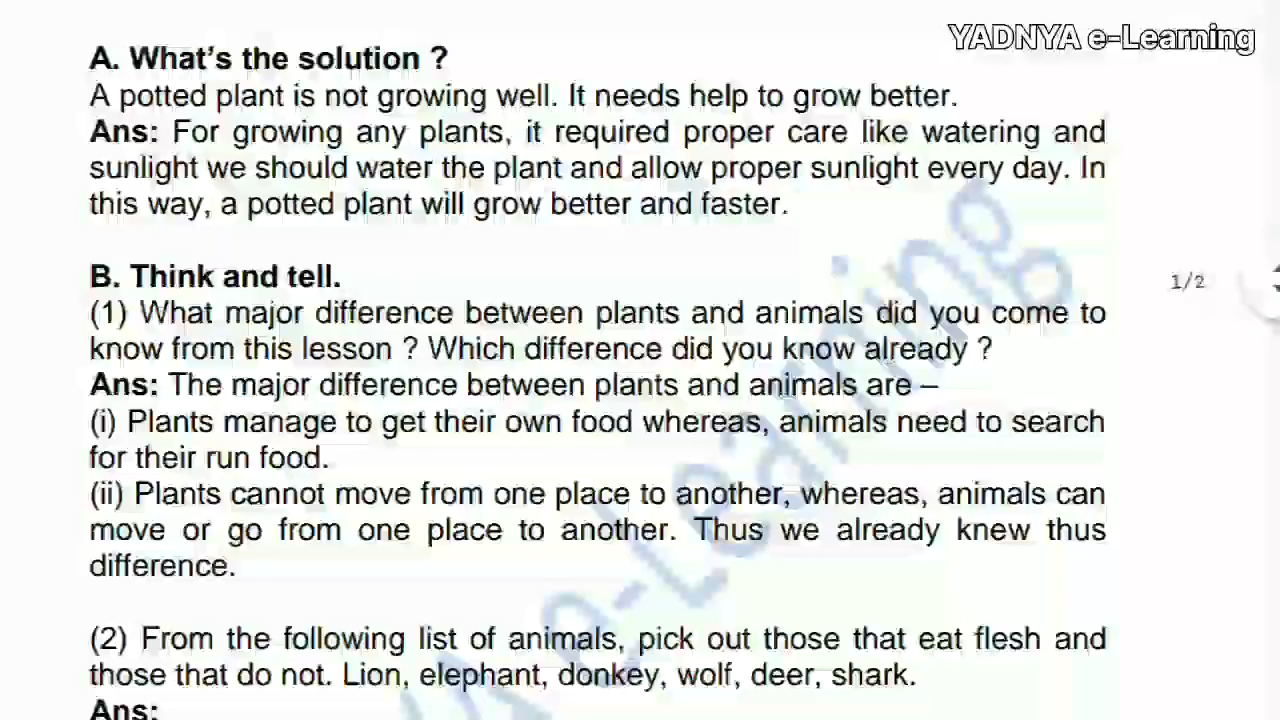 YADNYA e-Learning
A. What's the solution ?
A potted plant is not growing well. It needs help to grow better.
Ans: For growing any plants, it required proper care like watering and
sunlight we should water the plant and allow proper sunlight every day. In
this way, a potted plant will grow better and faster.
B. Think and tell.
1/2
(1) What major difference between plants and animals did you come to
know from this lesson ? Which difference did you know already ?
Ans: The major difference between plants and animals are –
(i) Plants manage to get their own food whereas, animals need to search
for their run food.
(ii) Plants cannot move from one place to another, whereas, animals can
move or go from one place to another. Thus we already knew thus
difference.
(2) From the following list of animals, pick out those that eat flesh and
those that do not. Lion, elephant, donkey, wolf, deer, shark.
Ans:
e-Learning